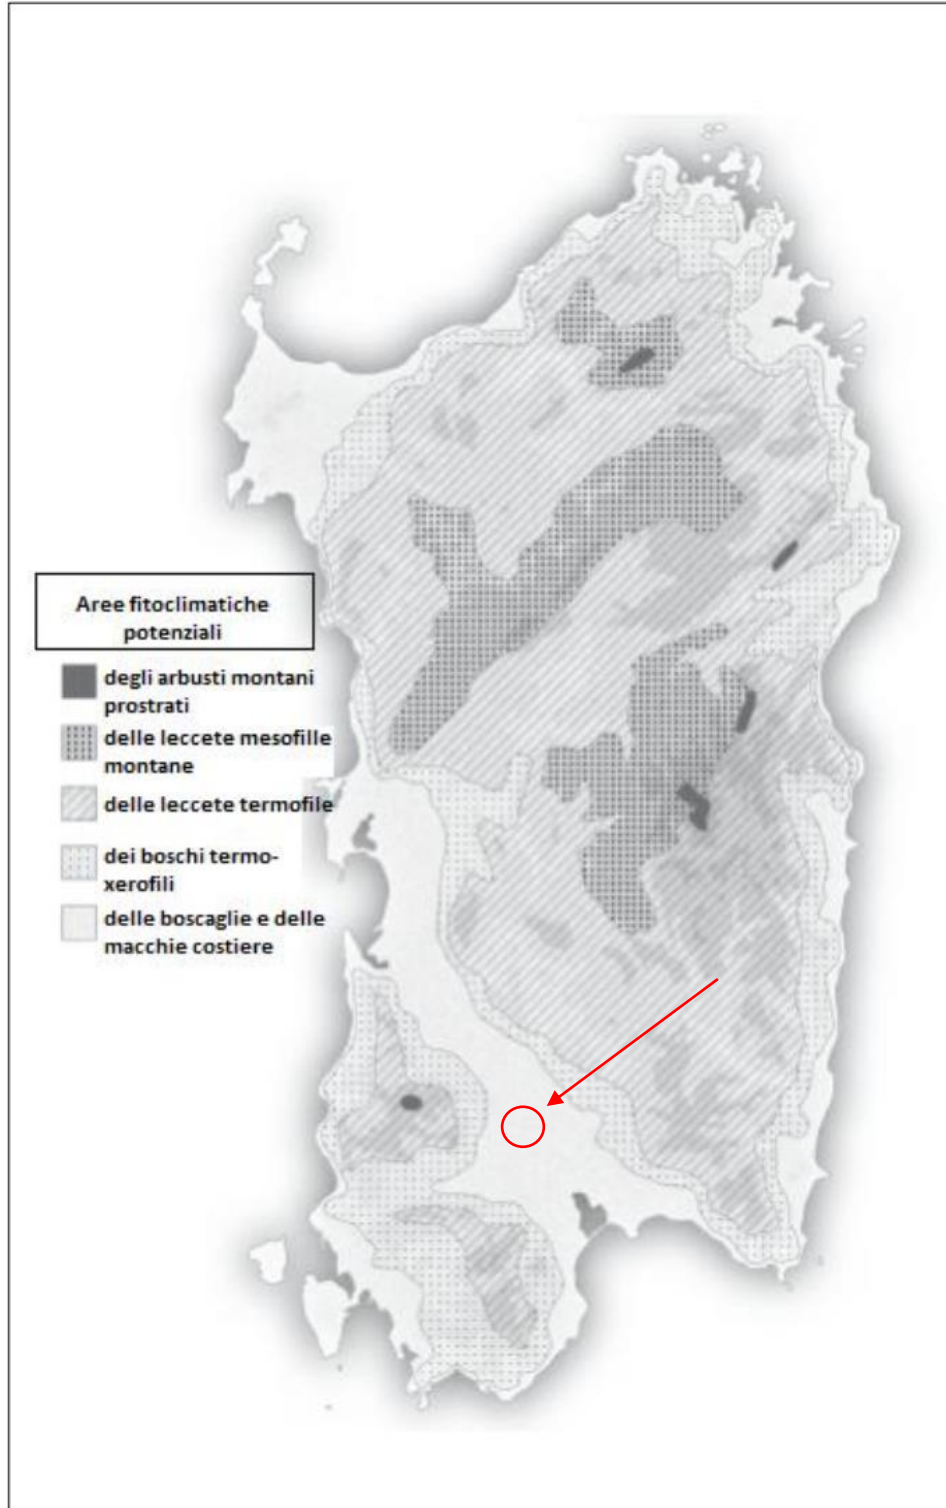 Aree fitoclimatiche
potenziali
degli arbusti montani
prostrati
delle leccete mesofille
montane
delle leccete termofile
dei boschi termo-
xerofili
delle boscaglie e delle
macchie costiere